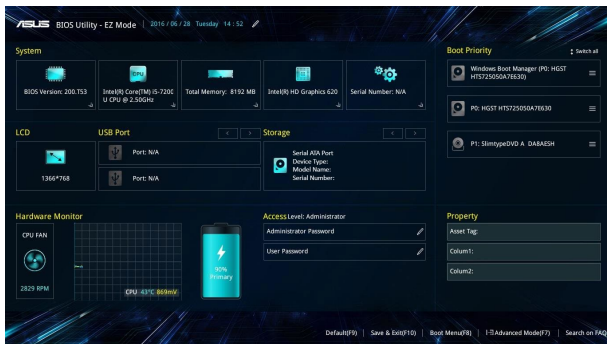 ASUS BIOS Utility - EZ Mode | 2016 / 06 / 28 Tuesday 14 : 52
System
BIOS Version: 200.T53
CPU
Intel(R) Core(TM) i5-7200
U CPU @ 2.50GHz
Total Memory: 8192 MB
Intel(R) HD Graphics 620
Serial Number: N/A
Boot Priority
Switch all
Windows Boot Manager (P0: HGST
HTS725050A7E630)
P0: HGST HTS725050A7E630
P1: SlimtypeDVD A DA8AESH
LCD
1366*768
USB Port
Port: N/A
Port: N/A
Storage
Serial ATA Port
Device Type:
Model Name:
Serial Number:
Hardware Monitor
CPU FAN
2829 RPM
CPU 43°C 869mV
90%
Primary
Access Level: Administrator
Administrator Password
User Password
Property
Asset Tag:
Colum1:
Colum2:
Default(F9) | Save & Exit(F10) | Boot Menu(F8) | Advanced Mode(F7) | Search on FAQ